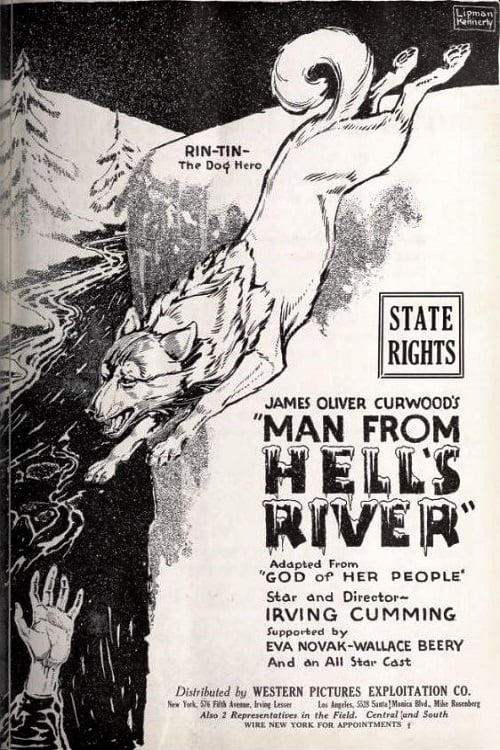 Lipman
Kennerly
RIN-TIN-
The Dog Hero
STATE
RIGHTS
JAMES OLIVER CURWOOD'S
"MAN FROM
HELL'S
RIVER"
Adapted From
"GOD of HER PEOPLE"
Star and Director-
IRVING CUMMING
Supported by
EVA NOVAK-WALLACE BEERY
And an All Star Cast
Distributed by WESTERN PICTURES EXPLOITATION CO.
New York, 576 Fifth Avenue, Irving Lesser Los Angeles, 5528 Santa Monica Blvd., Mike Rosenberg
Also 2 Representatives in the Field. Central and South
WIRE NEW YORK FOR APPOINTMENTS